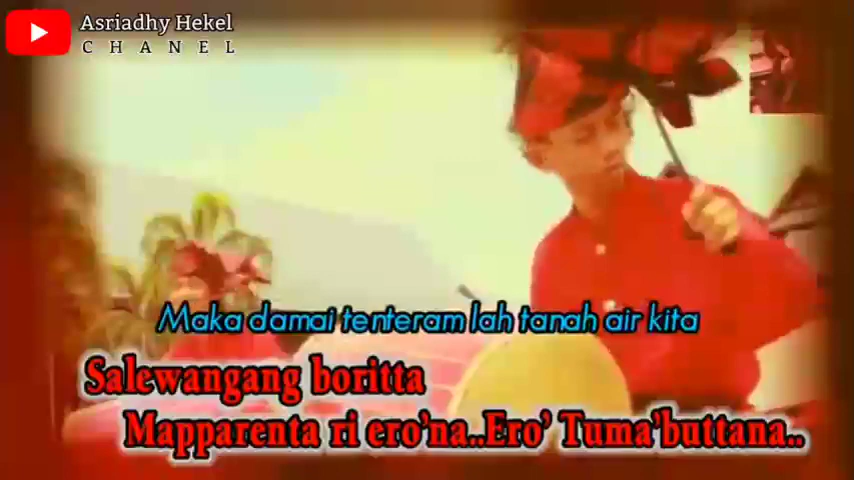 Asriadhy Hekel
CHANEL
Maka damai tenteram lah tanah air kita
Salewangang boritta
Mapparenta ri ero'na..Ero' Tuma'buttana..